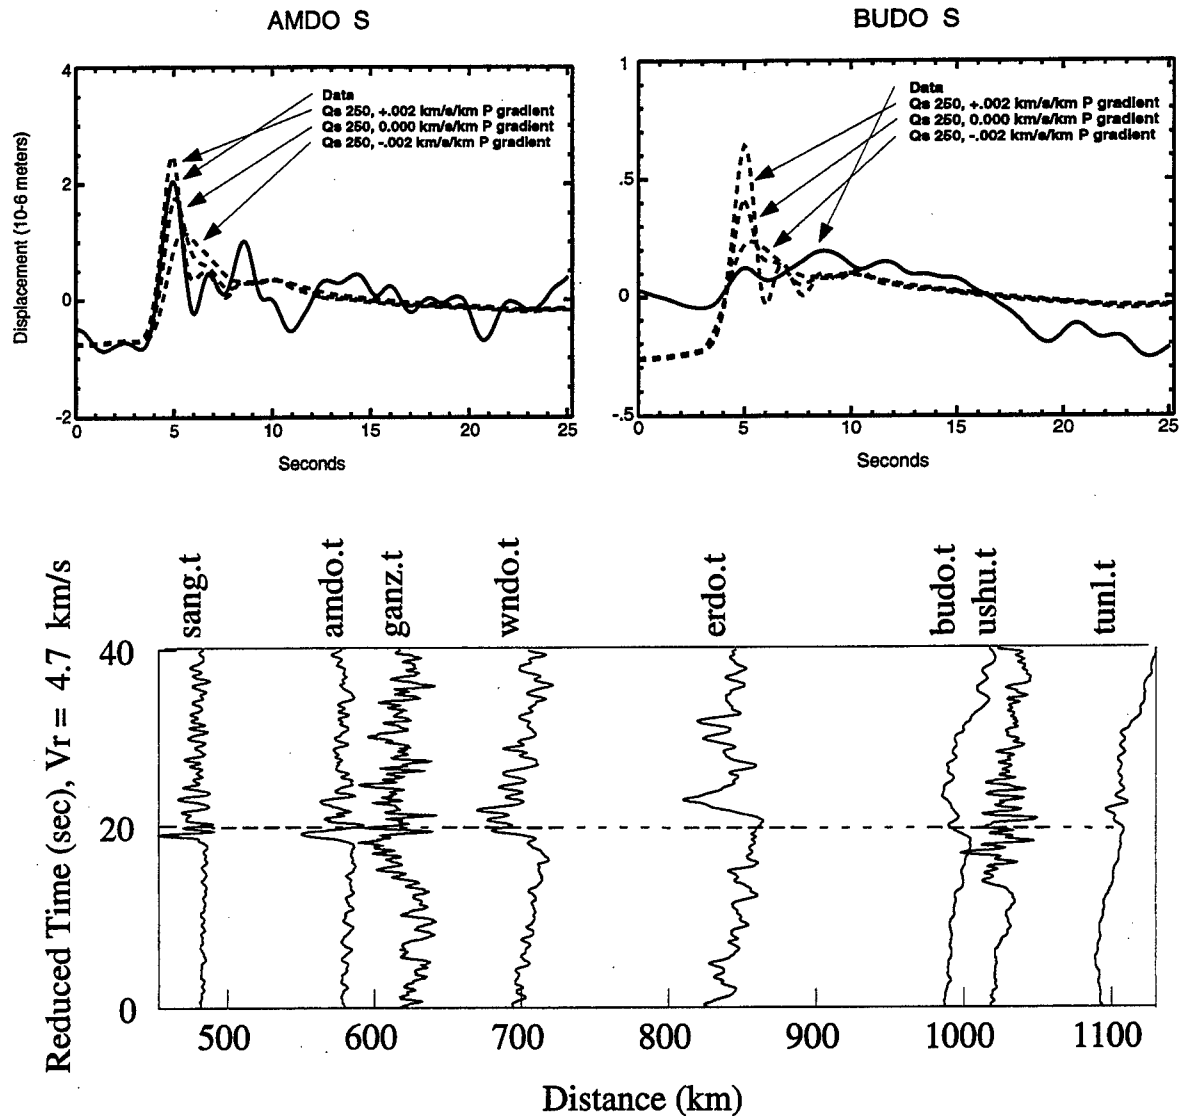 AMDO S
BUDO S
4
2
0
-2
Displacement (10-6 meters)
Data
Qs 250, +.002 km/s/km P gradient
Qs 250, 0.000 km/s/km P gradient
Qs 250, -.002 km/s/km P gradient
0 5 10 15 20 25
Seconds
1
.5
0
-.5
Data
Qs 250, +.002 km/s/km P gradient
Qs 250, 0.000 km/s/km P gradient
Qs 250, -.002 km/s/km P gradient
0 5 10 15 20 25
Seconds
sang.t
amdo.t
ganz.t
wndo.t
erdo.t
budo.t
ushu.t
tunl.t
Reduced Time (sec), Vr = 4.7 km/s
40
20
0
500 600 700 800 900 1000 1100
Distance (km)